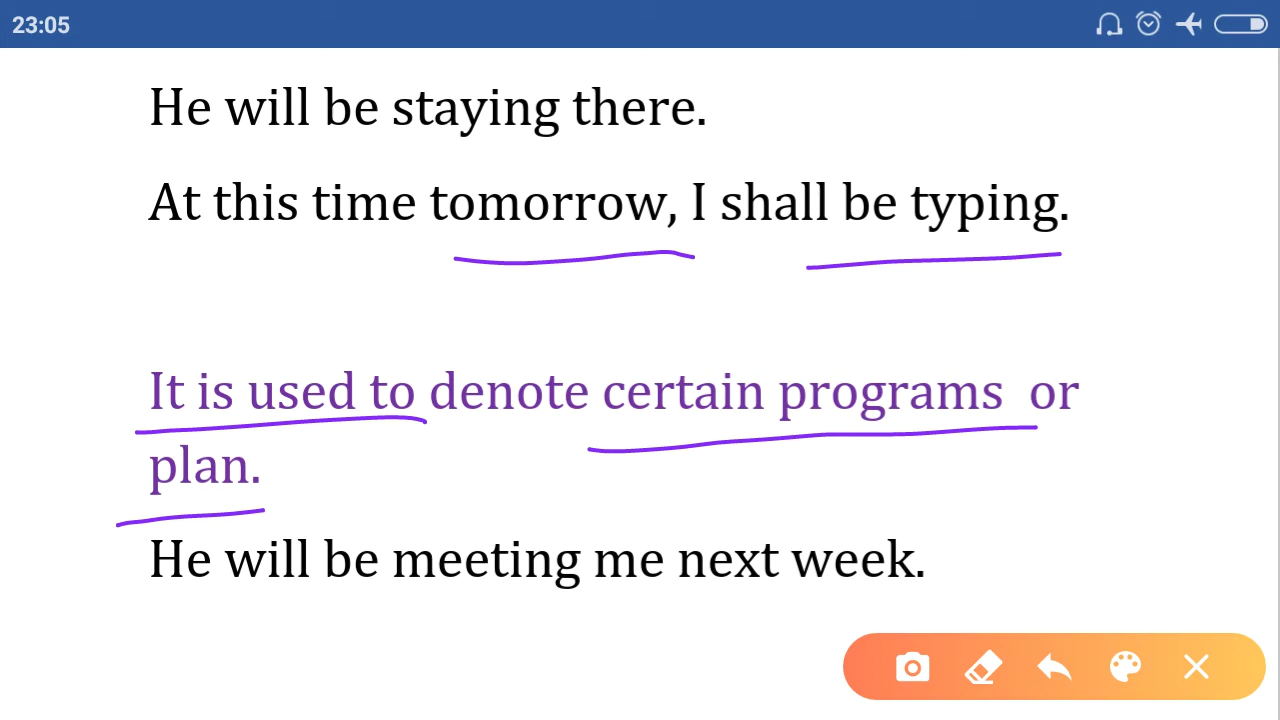 23:05
He will be staying there.
At this time tomorrow, I shall be typing.
It is used to denote certain programs or
plan.
He will be meeting me next week.